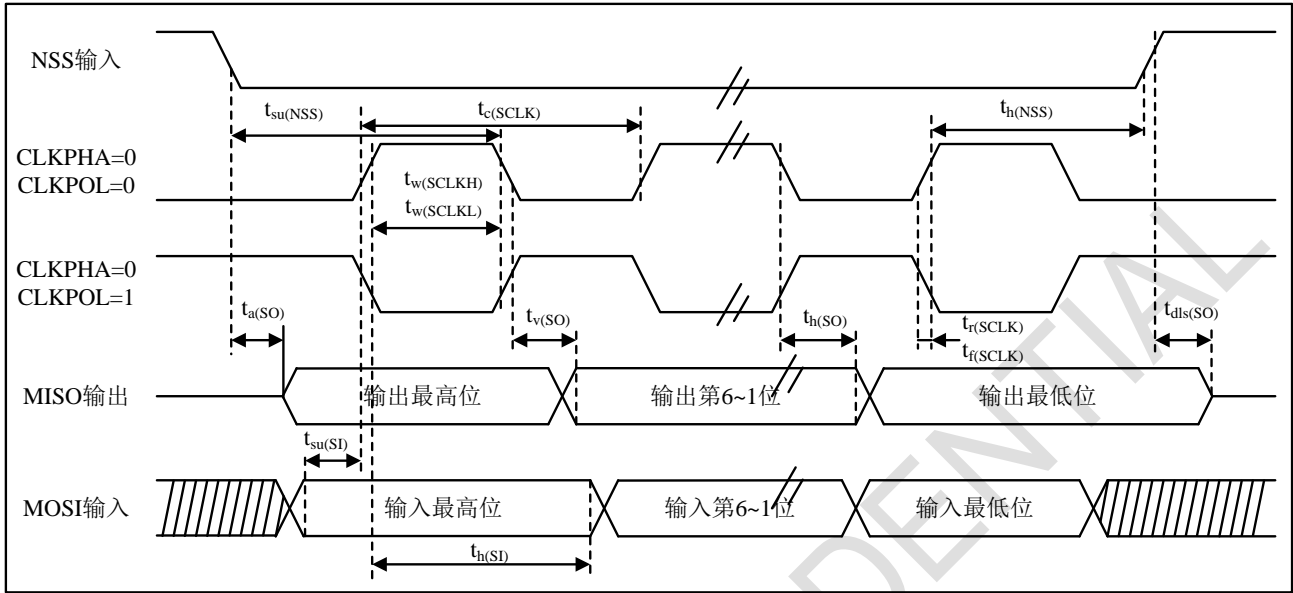 NSS输入
tsu(NSS)
tc(SCLK)
th(NSS)
CLKPHA=0
CLKPOL=0
tw(SCLKH)
tw(SCLKL)
CLKPHA=0
CLKPOL=1
ta(SO)
tv(SO)
th(SO)
tr(SCLK)
tf(SCLK)
tdls(SO)
MISO输出
输出最高位
输出第6~1位
输出最低位
tsu(SI)
MOSI输入
输入最高位
输入第6~1位
输入最低位
th(SI)
DENTIAL